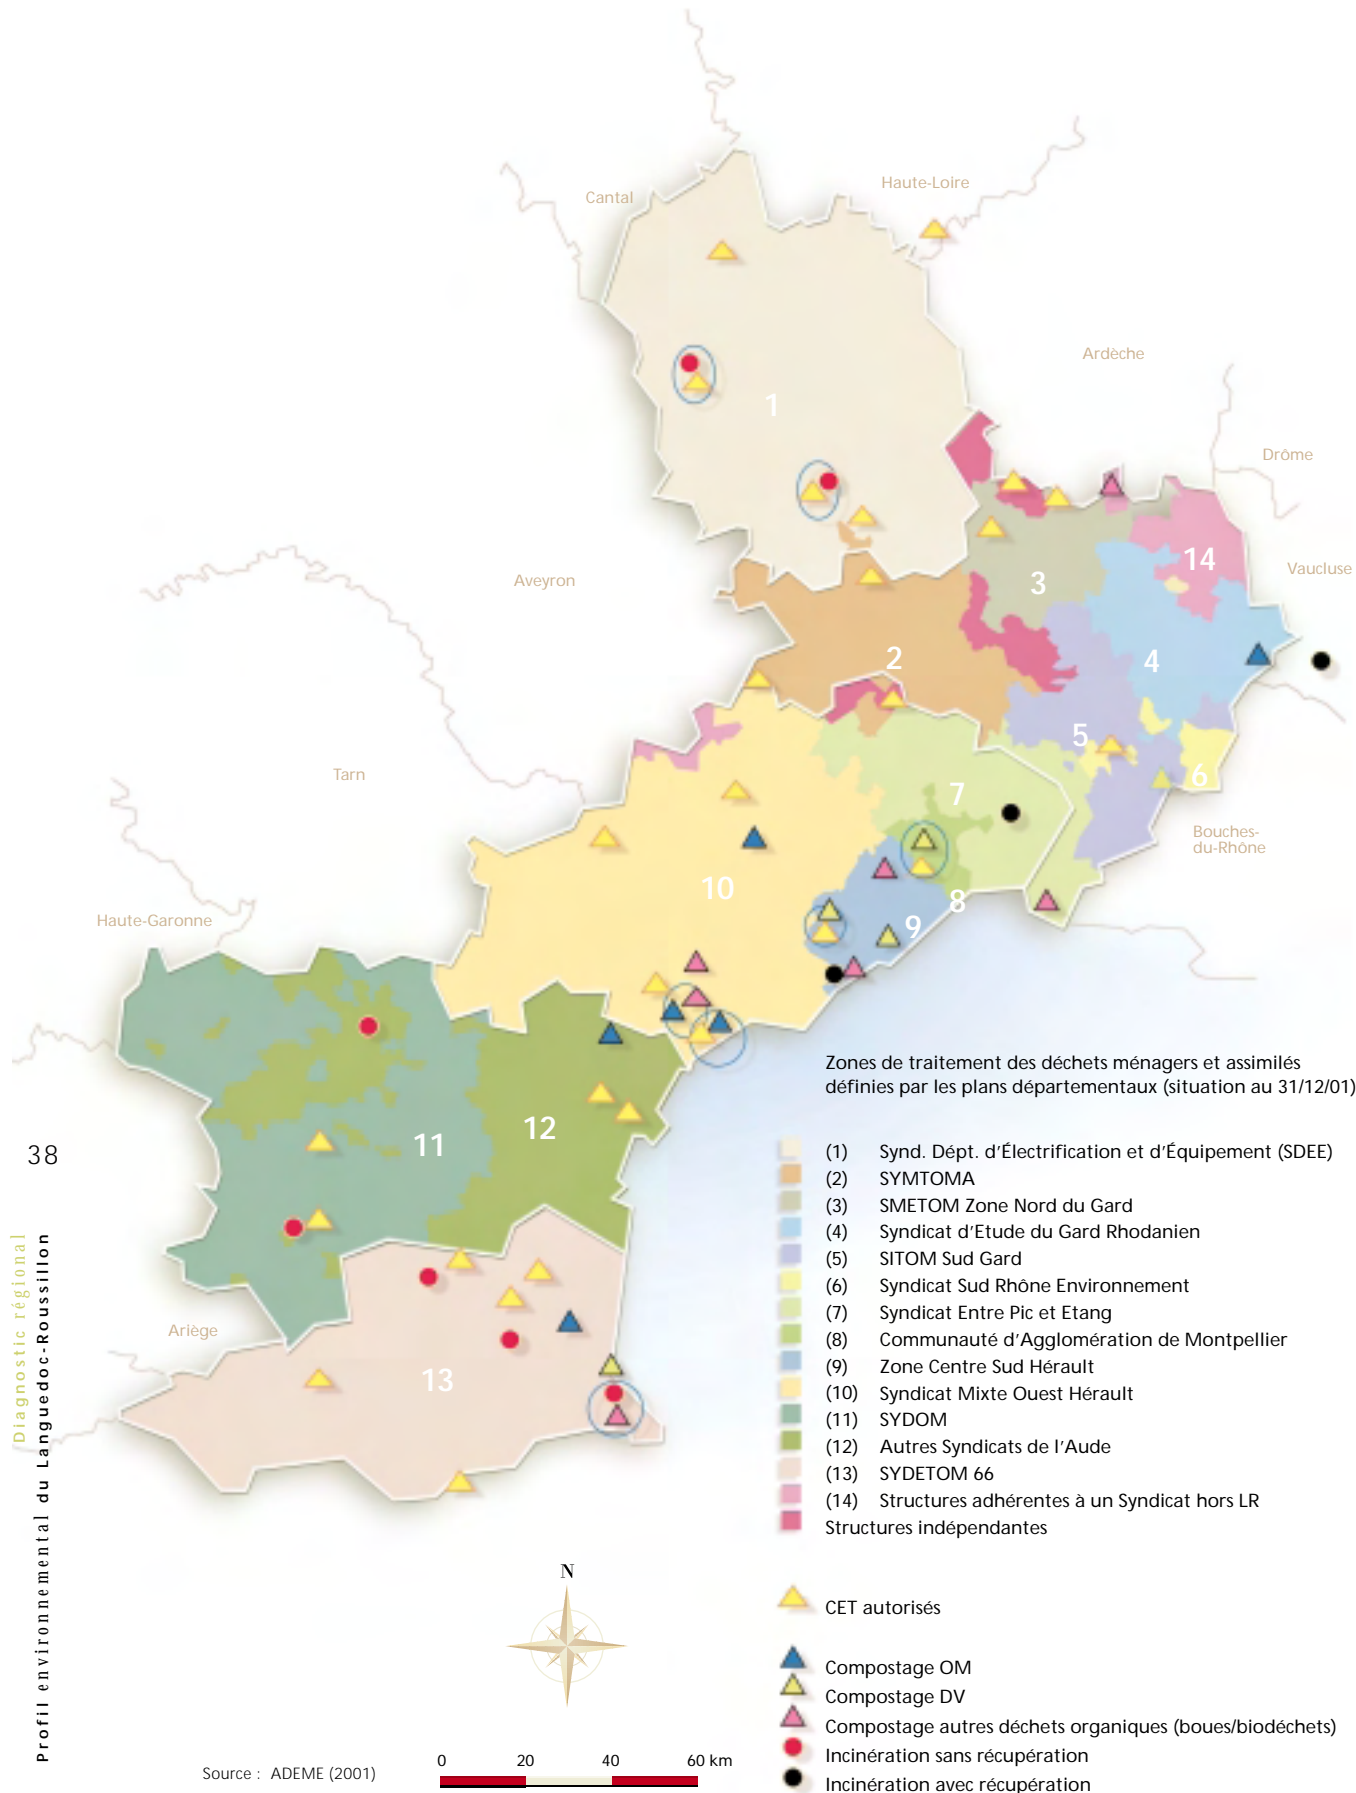 Cantal
Haute-Loire
Ardèche
Drôme
Vaucluse
Aveyron
Tarn
Haute-Garonne
Bouches-
du-Rhône
Ariège
1
14
3
2
4
5
6
7
10
8
9
12
11
13
Zones de traitement des déchets ménagers et assimilés
définies par les plans départementaux (situation au 31/12/01)
(1) Synd. Dépt. d'Électrification et d'Équipement (SDEE)
(2) SYMTOMA
(3) SMETOM Zone Nord du Gard
(4) Syndicat d'Etude du Gard Rhodanien
(5) SITOM Sud Gard
(6) Syndicat Sud Rhône Environnement
(7) Syndicat Entre Pic et Etang
(8) Communauté d'Agglomération de Montpellier
(9) Zone Centre Sud Hérault
(10) Syndicat Mixte Ouest Hérault
(11) SYDOM
(12) Autres Syndicats de l'Aude
(13) SYDETOM 66
(14) Structures adhérentes à un Syndicat hors LR
Structures indépendantes
CET autorisés
Compostage OM
Compostage DV
Compostage autres déchets organiques (boues/biodéchets)
Incinération sans récupération
Incinération avec récupération
N
0 20 40 60 km
Source : ADEME (2001)
38
Diagnostic régional
Profil environnemental du Languedoc-Roussillon